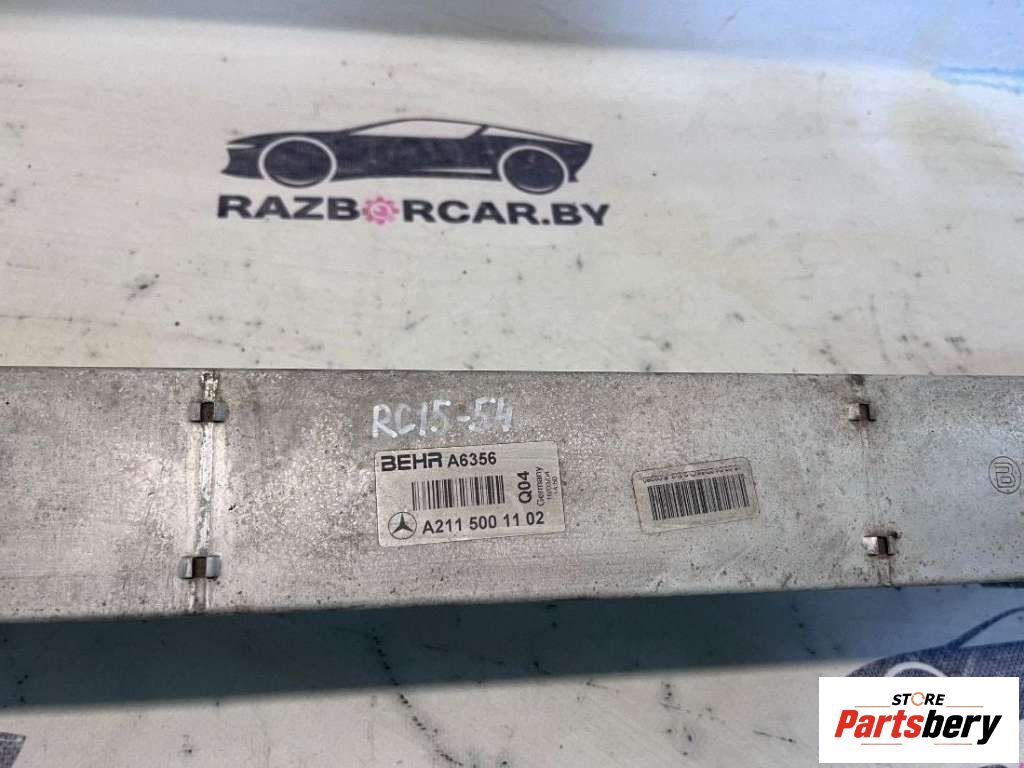 RAZBORCAR.BY
RC15-54
BEHR A6356
Q04
Germany
A211 500 11 02
STORE
Partsbery